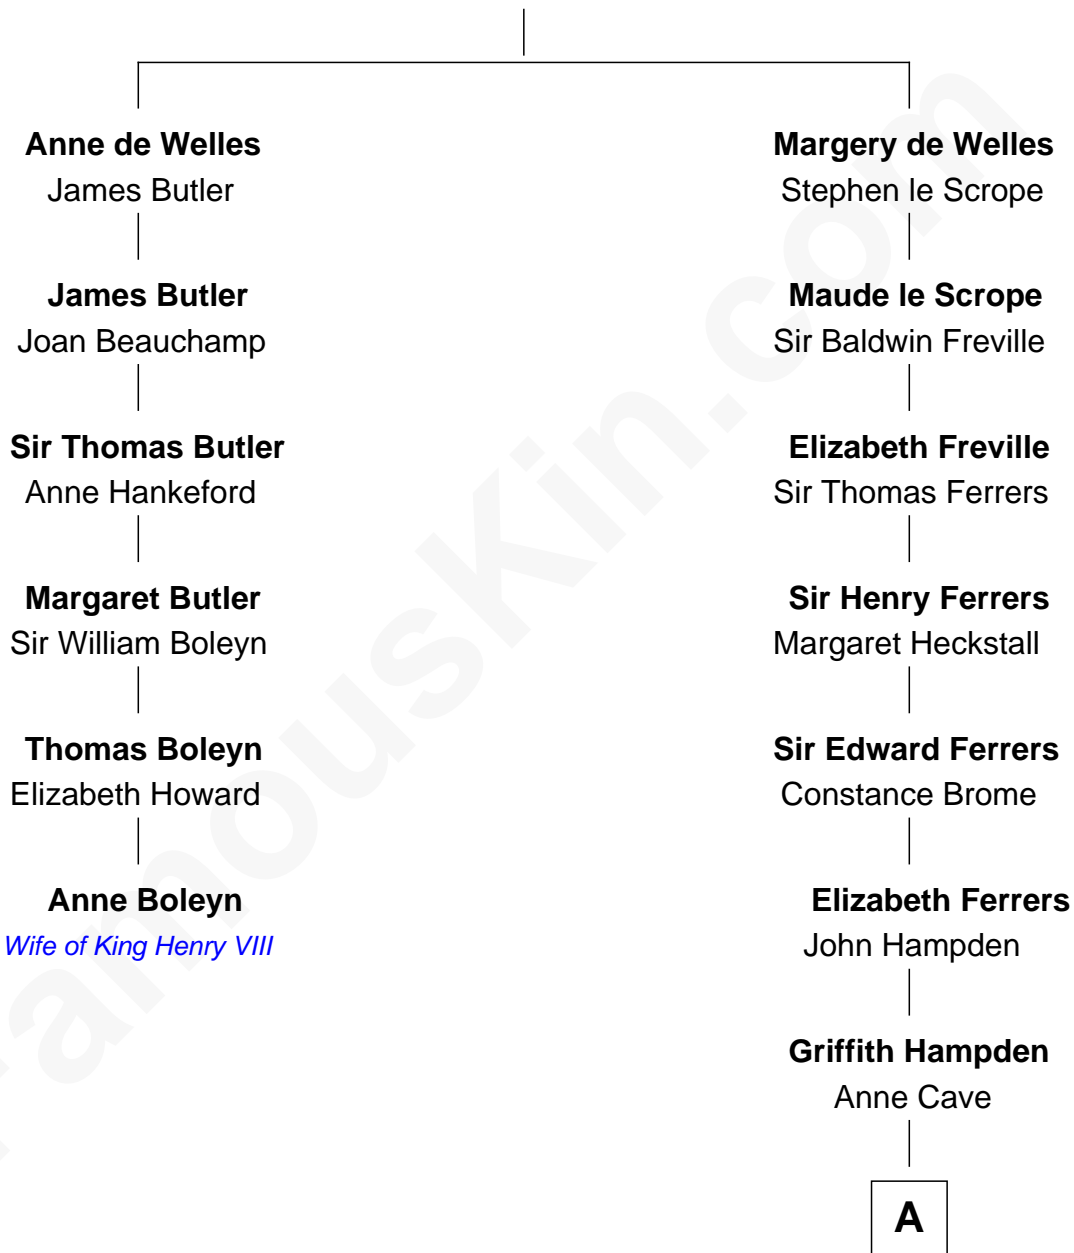 Anne de Welles
James Butler
James Butler
Joan Beauchamp
Sir Thomas Butler
Anne Hankeford
Margaret Butler
Sir William Boleyn
Thomas Boleyn
Elizabeth Howard
Anne Boleyn
Wife of King Henry VIII
Margery de Welles
Stephen le Scrope
Maude le Scrope
Sir Baldwin Freville
Elizabeth Freville
Sir Thomas Ferrers
Sir Henry Ferrers
Margaret Heckstall
Sir Edward Ferrers
Constance Brome
Elizabeth Ferrers
John Hampden
Griffith Hampden
Anne Cave
A
FamousKin.com